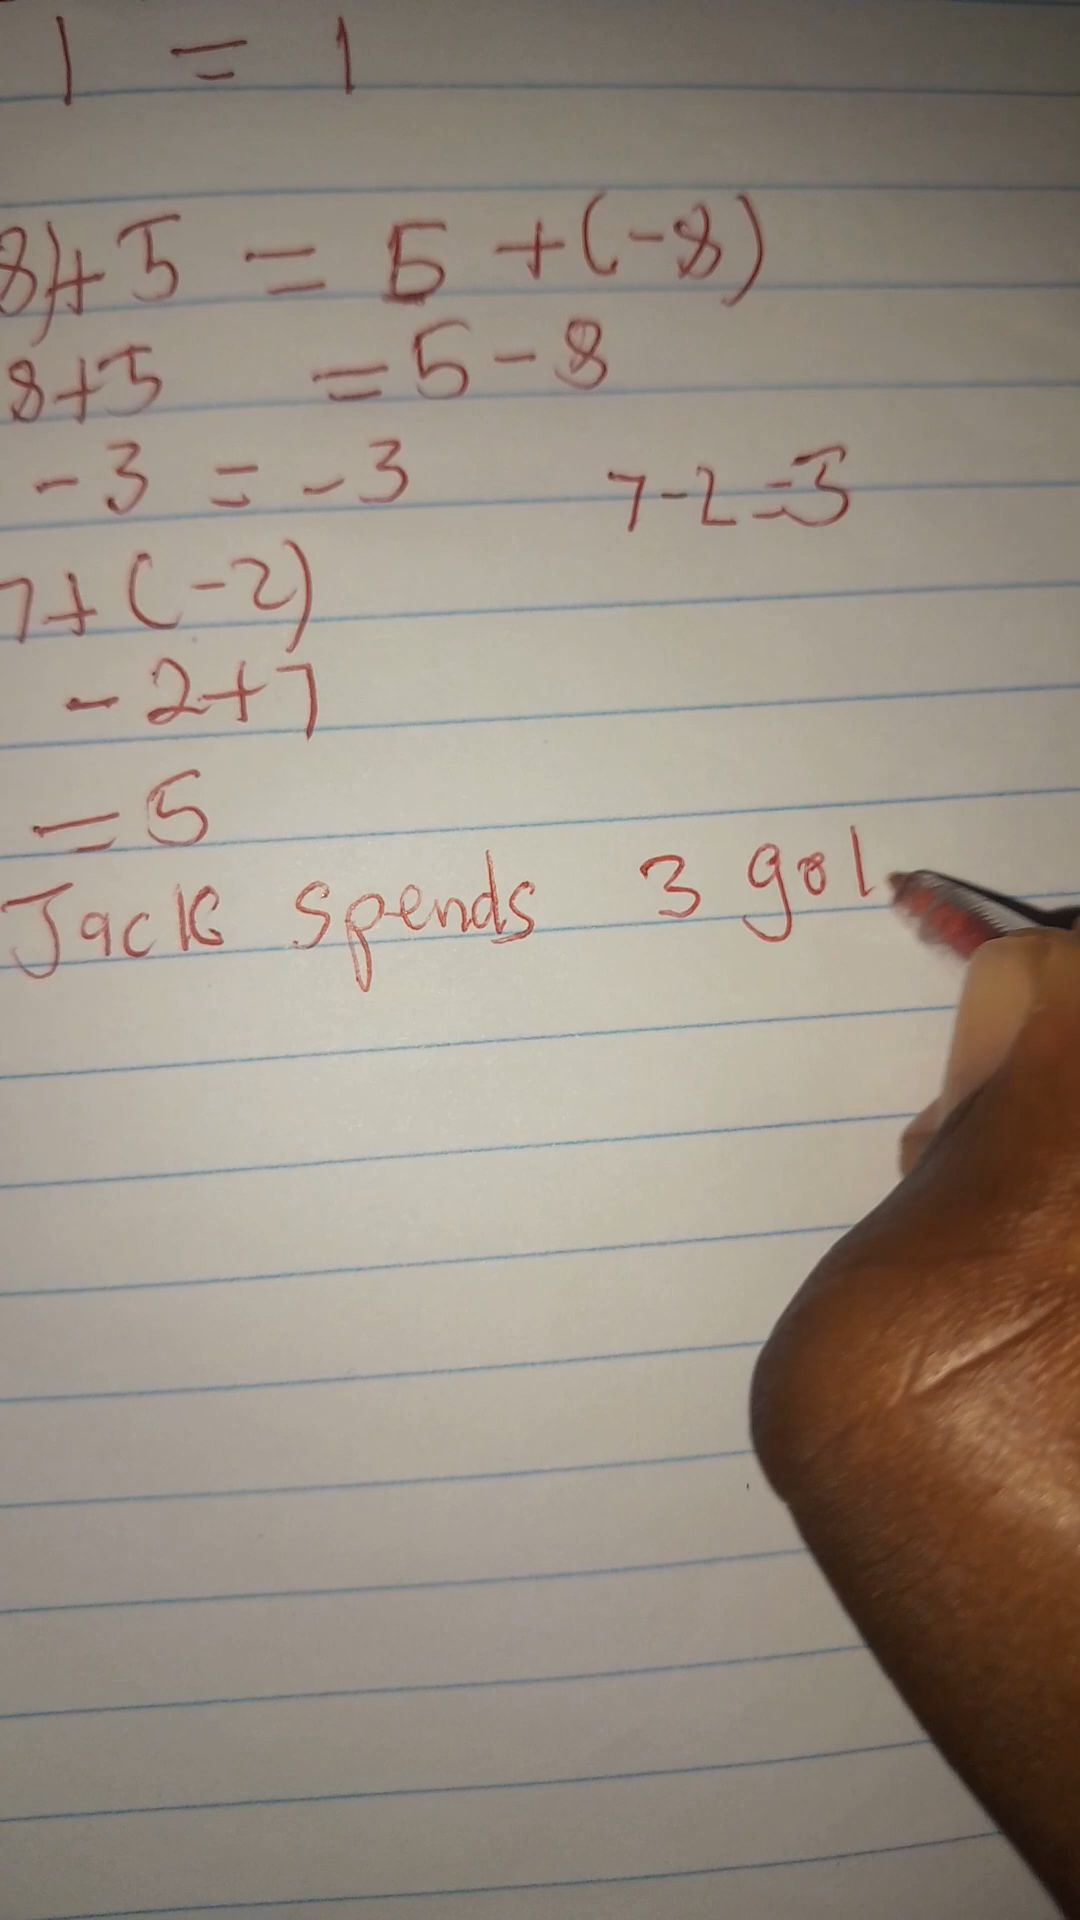 1 = 1
8)+5 = 5 +(-8)
8+5 = 5 - 8
- 3 = - 3
7-2=5
7+(-2)
- 2+7
= 5
Jack spends 3 gol